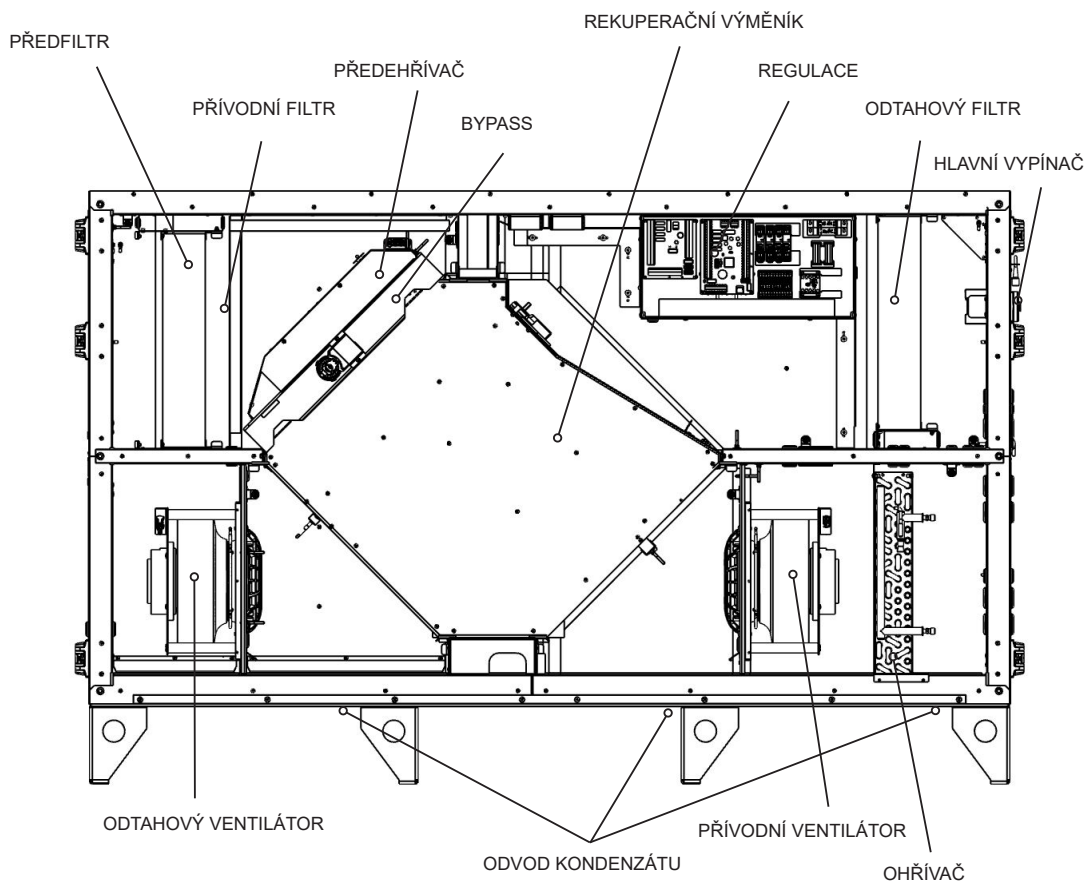 REKUPERAČNÍ VÝMĚNÍK
PŘEDFILTR
PŘEDEHŘÍVAČ
REGULACE
PŘÍVODNÍ FILTR
BYPASS
ODTAHOVÝ FILTR
HLAVNÍ VYPÍNAČ
ODTAHOVÝ VENTILÁTOR
PŘÍVODNÍ VENTILÁTOR
ODVOD KONDENZÁTU
OHŘÍVAČ